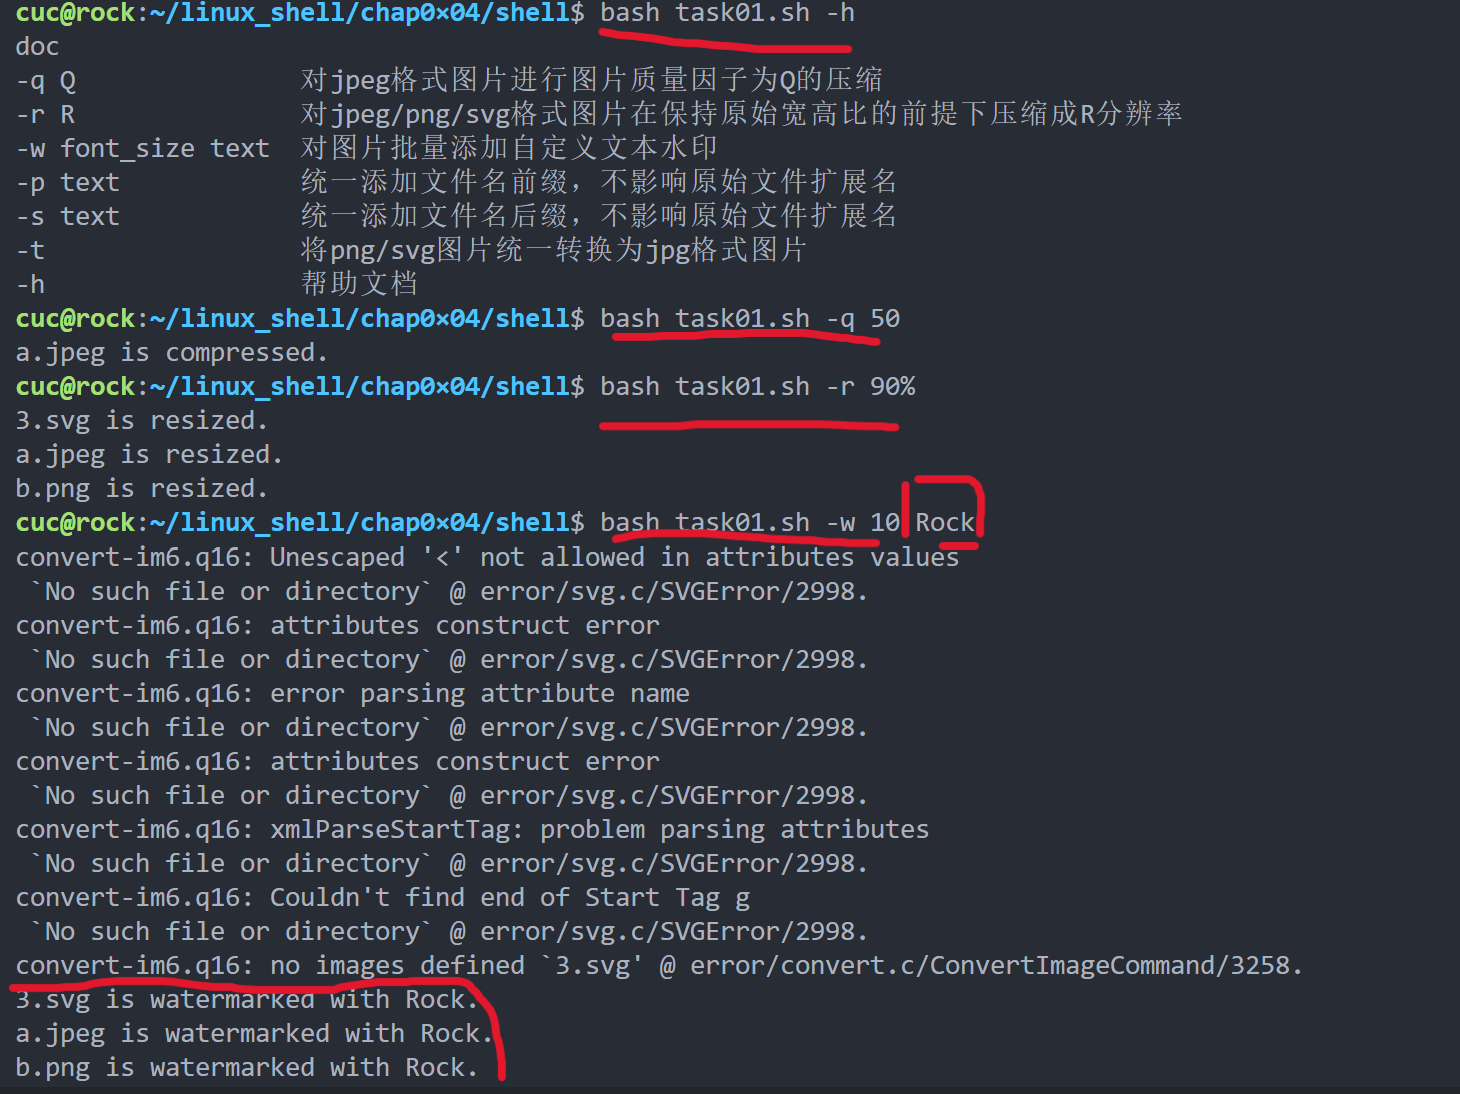 cuc@rock:~/linux_shell/chap0×04/shell$ bash task01.sh -h
doc
-q Q               对jpeg格式图片进行图片质量因子为Q的压缩
-r R               对jpeg/png/svg格式图片在保持原始宽高比的前提下压缩成R分辨率
-w font_size text  对图片批量添加自定义文本水印
-p text            统一添加文件名前缀，不影响原始文件扩展名
-s text            统一添加文件名后缀，不影响原始文件扩展名
-t                 将png/svg图片统一转换为jpg格式图片
-h                 帮助文档
cuc@rock:~/linux_shell/chap0×04/shell$ bash task01.sh -q 50
a.jpeg is compressed.
cuc@rock:~/linux_shell/chap0×04/shell$ bash task01.sh -r 90%
3.svg is resized.
a.jpeg is resized.
b.png is resized.
cuc@rock:~/linux_shell/chap0×04/shell$ bash task01.sh -w 10 Rock
convert-im6.q16: Unescaped '<' not allowed in attributes values
 `No such file or directory` @ error/svg.c/SVGError/2998.
convert-im6.q16: attributes construct error
 `No such file or directory` @ error/svg.c/SVGError/2998.
convert-im6.q16: error parsing attribute name
 `No such file or directory` @ error/svg.c/SVGError/2998.
convert-im6.q16: attributes construct error
 `No such file or directory` @ error/svg.c/SVGError/2998.
convert-im6.q16: xmlParseStartTag: problem parsing attributes
 `No such file or directory` @ error/svg.c/SVGError/2998.
convert-im6.q16: Couldn't find end of Start Tag g
 `No such file or directory` @ error/svg.c/SVGError/2998.
convert-im6.q16: no images defined `3.svg' @ error/convert.c/ConvertImageCommand/3258.
3.svg is watermarked with Rock.
a.jpeg is watermarked with Rock.
b.png is watermarked with Rock.